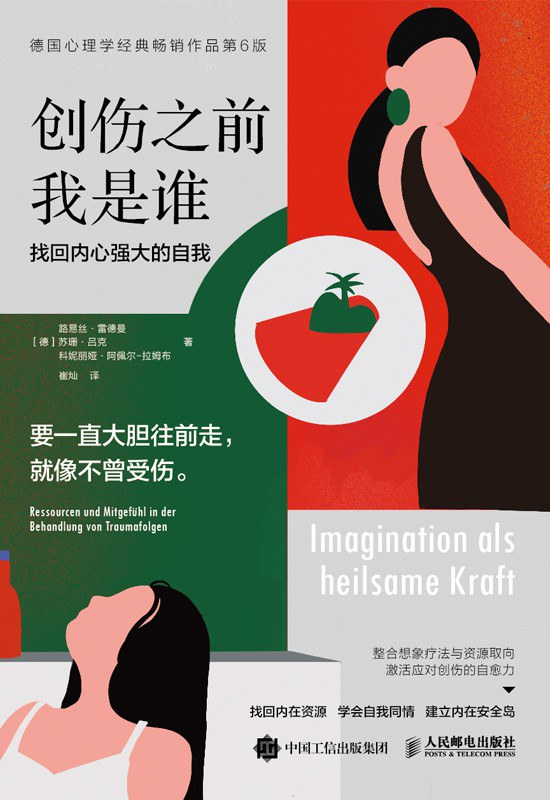 德国心理学经典畅销作品第6版
创伤之前
我是谁
找回内心强大的自我
路易丝·雷德曼
[德] 苏珊·吕克 著
科妮丽娅·阿佩尔-拉姆布
崔灿 译
要一直大胆往前走，
就像不曾受伤。
Ressourcen und Mitgefühl in der
Behandlung von Traumafolgen
Imagination als
heilsame Kraft
整合想象疗法与资源取向
激活应对创伤的自愈力
找回内在资源 学会自我同情 建立内在安全岛
中国工信出版集团
人民邮电出版社
POSTS & TELECOM PRESS